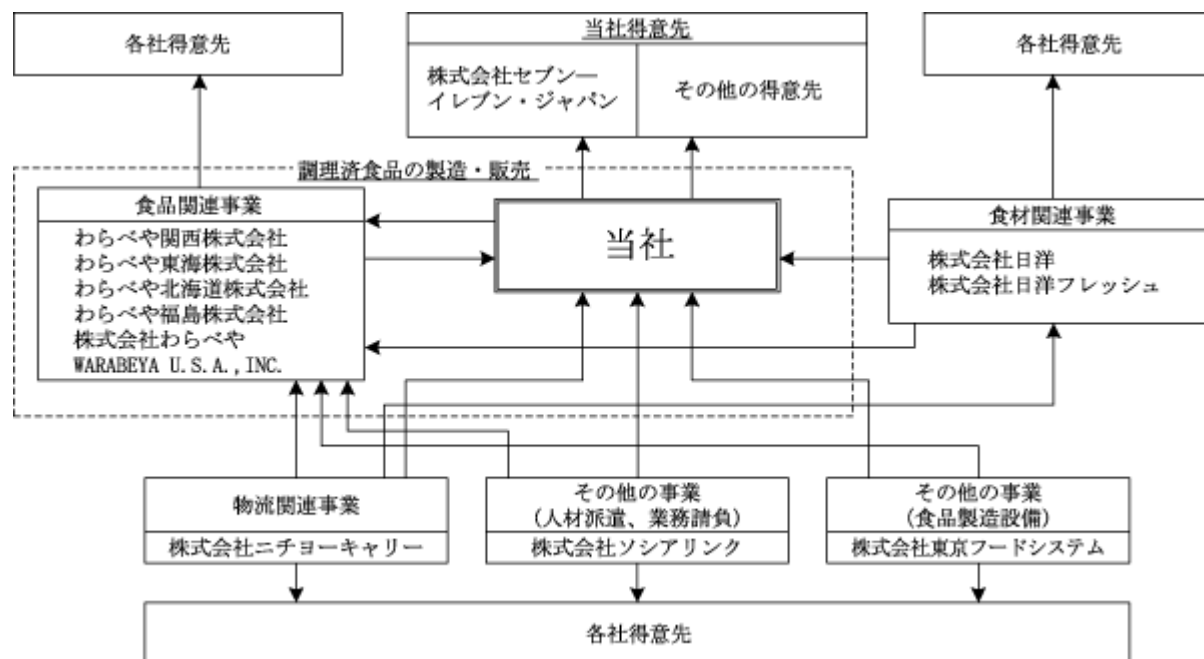 各社得意先
当社得意先
株式会社セブン―
イレブン・ジャパン
その他の得意先
各社得意先
調理済食品の製造・販売
食品関連事業
わらべや関西株式会社
わらべや東海株式会社
わらべや北海道株式会社
わらべや福島株式会社
株式会社わらべや
WARABEYA U.S.A.,INC.
当社
食材関連事業
株式会社日洋
株式会社日洋フレッシュ
物流関連事業
株式会社ニチヨーキャリー
その他の事業
(人材派遣、業務請負)
株式会社ソシアリンク
その他の事業
(食品製造設備)
株式会社東京フードシステム
各社得意先